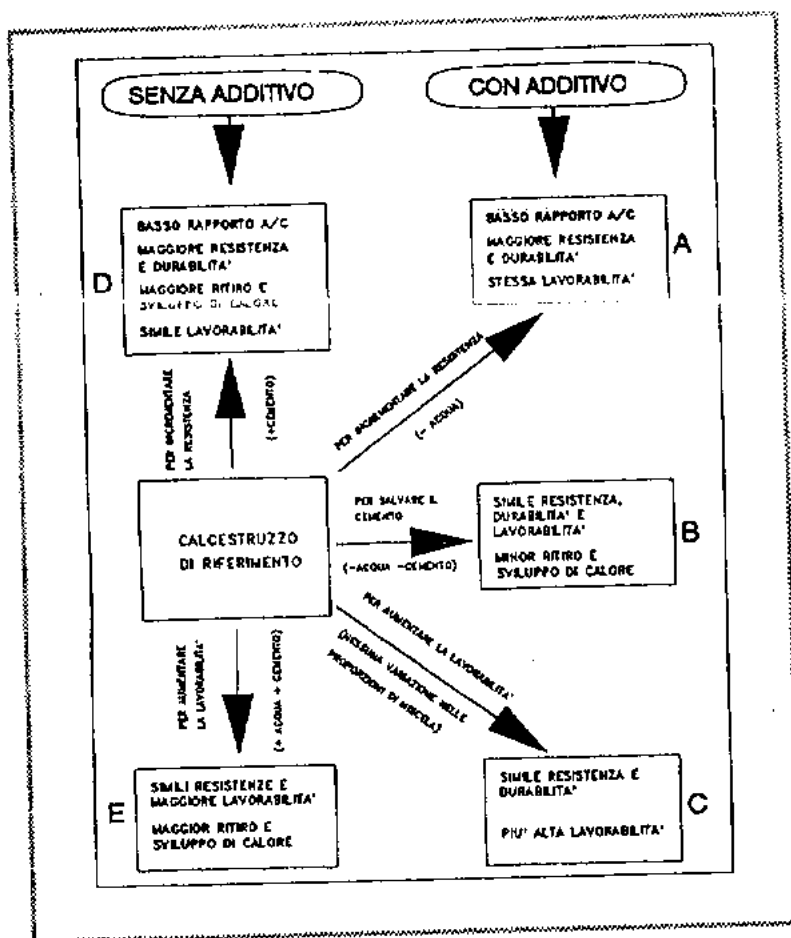 SENZA ADDITIVO
CON ADDITIVO
BASSO RAPPORTO A/C
MAGGIORE RESISTENZA
E DURABILITA'
MAGGIORE RITIRO E
SVILUPPO DI CALORE
SIMILE LAVORABILITA'
D
BASSO RAPPORTO A/C
MAGGIORE RESISTENZA
E DURABILITA'
STESSA LAVORABILITA'
A
PER INCREMENTARE
LA RESISTENZA
(+CEMENTO)
PER INCREMENTARE LA RESISTENZA
(- ACQUA)
CALCESTRUZZO
DI RIFERIMENTO
PER SALVARE IL
CEMENTO
(-ACQUA -CEMENTO)
SIMILE RESISTENZA,
DURABILITA' E
LAVORABILITA'
MINOR RITIRO E
SVILUPPO DI CALORE
B
PER AUMENTARE
LA LAVORABILITA'
(+ ACQUA + CEMENTO)
PER AUMENTARE LA LAVORABILITA'
(NESSUNA VARIAZIONE NELLE
PROPORZIONI DI MISCELA)
E
SIMILI RESISTENZE E
MAGGIORE LAVORABILITA'
MAGGIOR RITIRO E
SVILUPPO DI CALORE
SIMILE RESISTENZA E
DURABILITA'
PIU' ALTA LAVORABILITA'
C